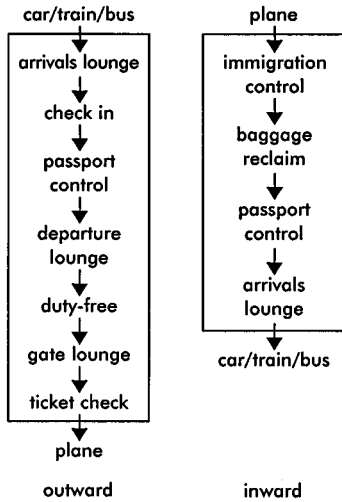 car/train/bus
arrivals lounge
check in
passport
control
departure
lounge
duty-free
gate lounge
ticket check
plane
outward
plane
immigration
control
baggage
reclaim
passport
control
arrivals
lounge
car/train/bus
inward